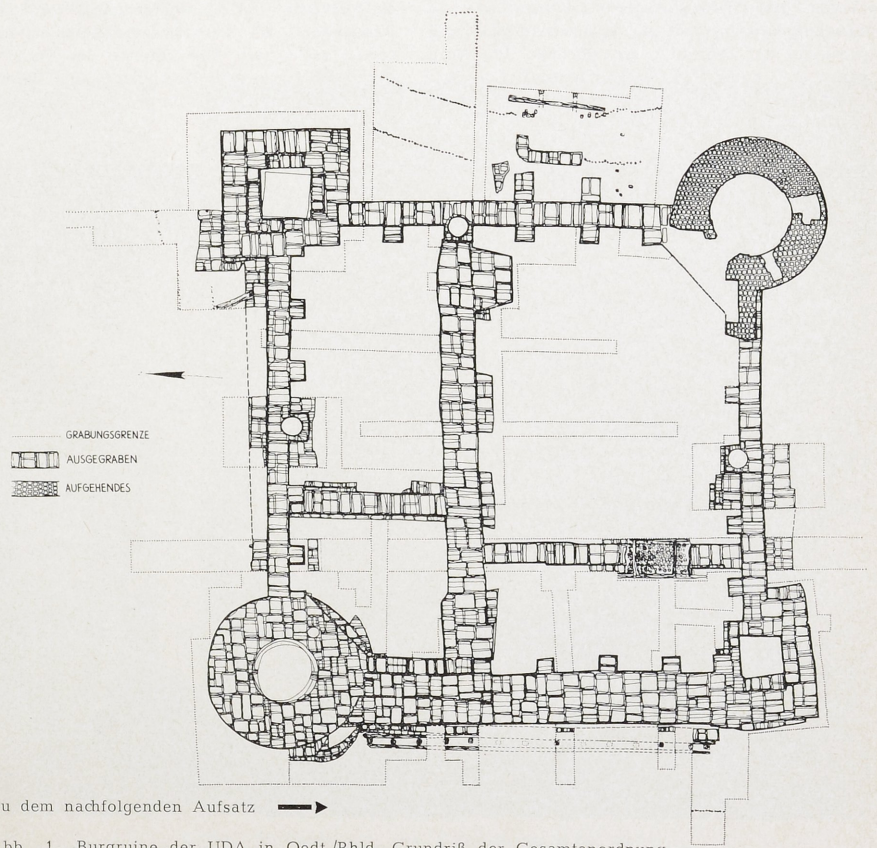 GRABUNGSGRENZE
AUSGEGRABEN
AUFGEHENDES
u dem nachfolgenden Aufsatz
bb. 1 Burgruine der UDA in Oedt/Rhld. Grundriß der Gesamtanordnung